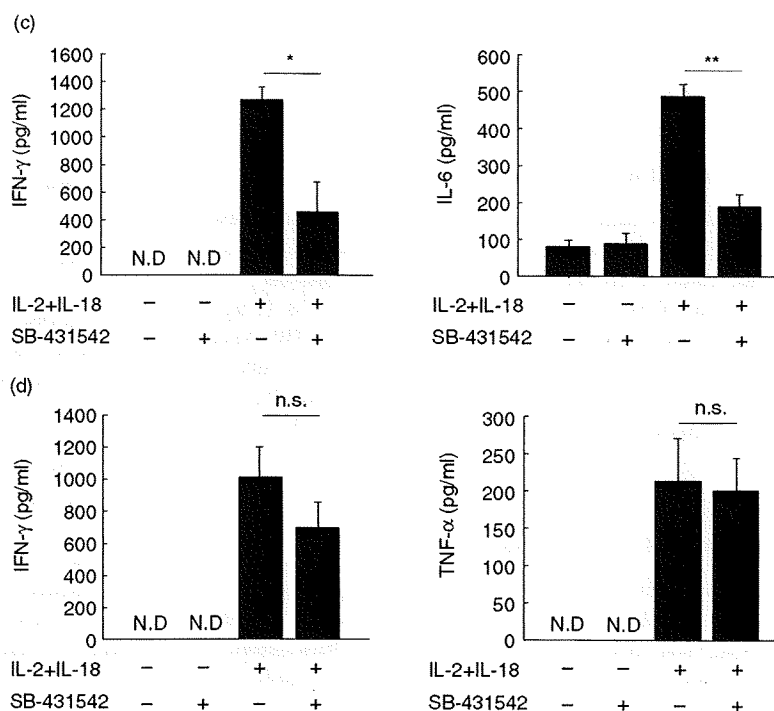 (c)
IFN-γ (pg/ml)
1600
1400
1200
1000
800
600
400
200
0
N.D N.D
*
IL-2+IL-18 − − + +
SB-431542 − + − +
IL-6 (pg/ml)
600
500
400
300
200
100
0
**
IL-2+IL-18 − − + +
SB-431542 − + − +
(d)
IFN-γ (pg/ml)
1400
1200
1000
800
600
400
200
0
N.D N.D
n.s.
IL-2+IL-18 − − + +
SB-431542 − + − +
TNF-α (pg/ml)
300
250
200
150
100
50
0
N.D N.D
n.s.
IL-2+IL-18 − − + +
SB-431542 − + − +